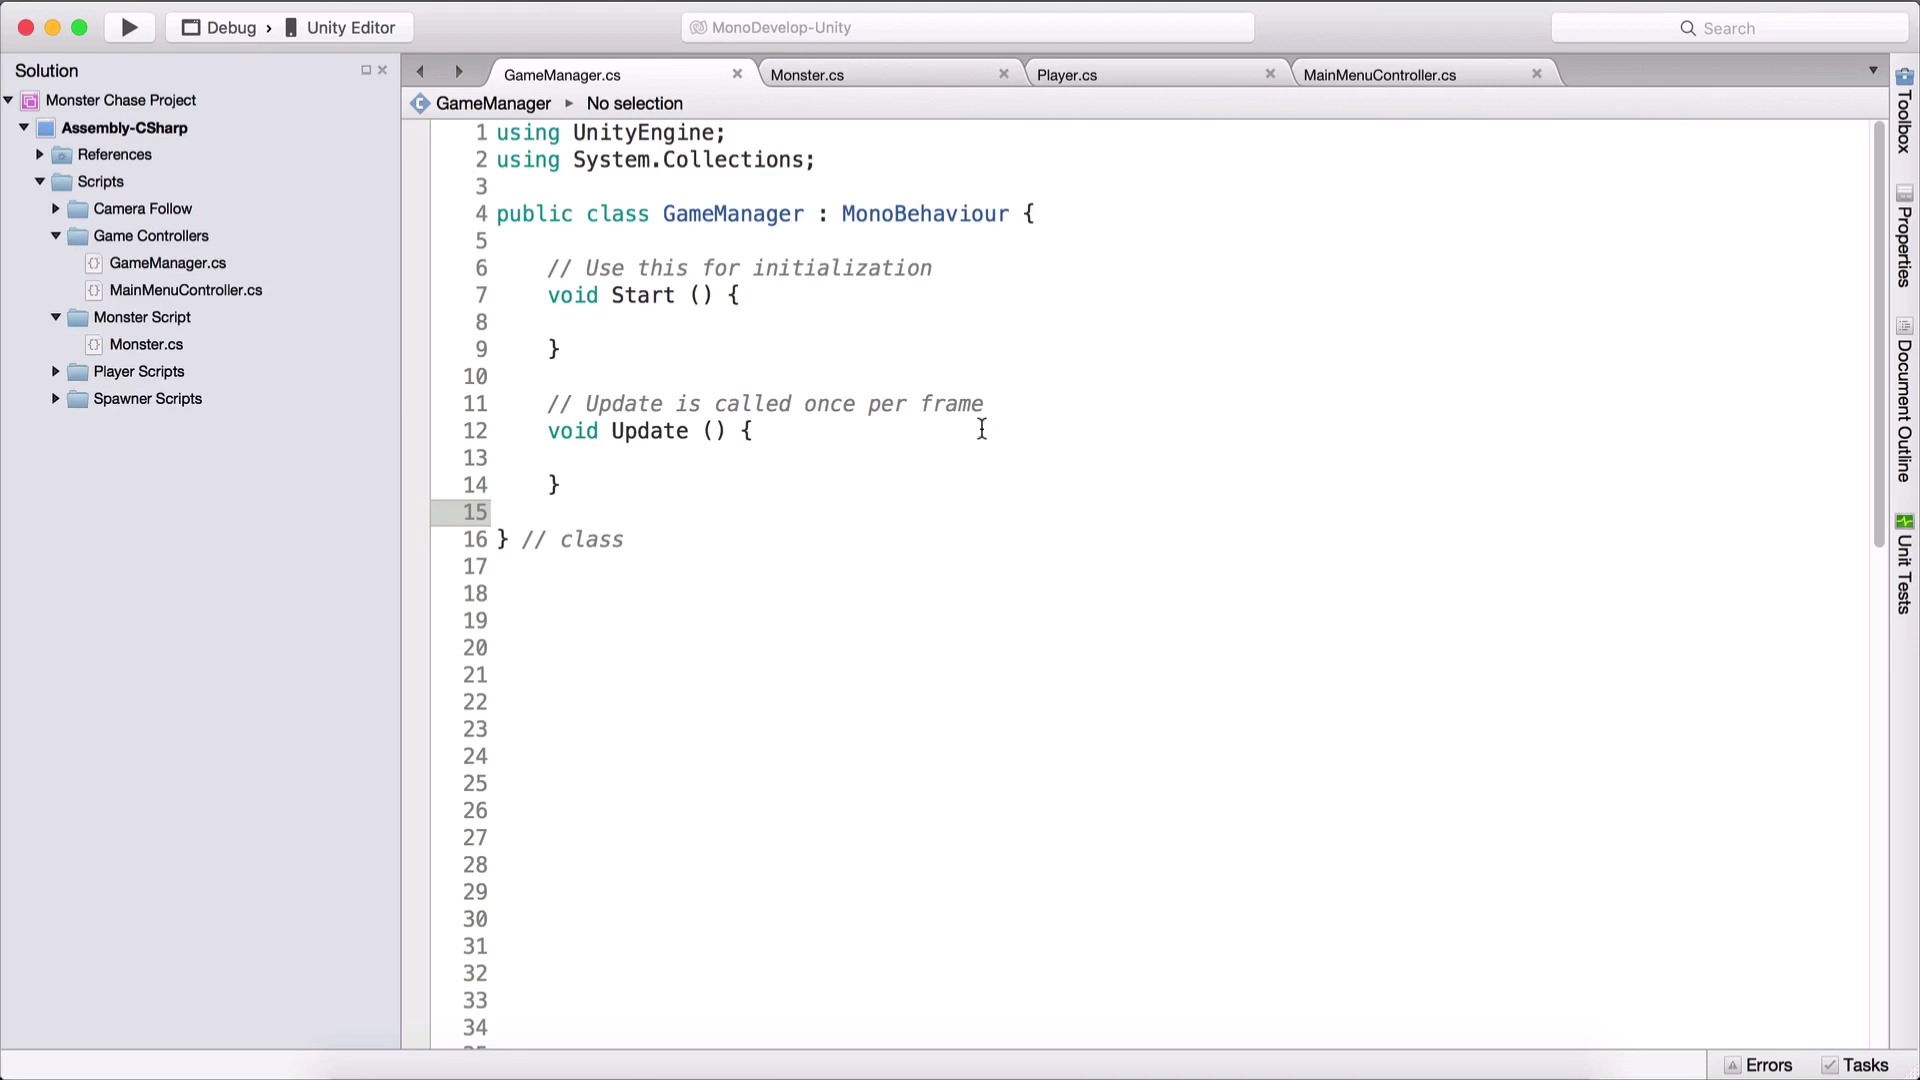 Debug › Unity Editor
MonoDevelop-Unity
Search
Solution
Monster Chase Project
Assembly-CSharp
References
Scripts
Camera Follow
Game Controllers
GameManager.cs
MainMenuController.cs
Monster Script
Monster.cs
Player Scripts
Spawner Scripts
GameManager.cs
Monster.cs
Player.cs
MainMenuController.cs
GameManager ▸ No selection
1 using UnityEngine;
2 using System.Collections;
3
4 public class GameManager : MonoBehaviour {
5
6 // Use this for initialization
7 void Start () {
8
9 }
10
11 // Update is called once per frame
12 void Update () {
13
14 }
15
16 } // class
17
18
19
20
21
22
23
24
25
26
27
28
29
30
31
32
33
34
Toolbox
Properties
Document Outline
Unit Tests
Errors
Tasks